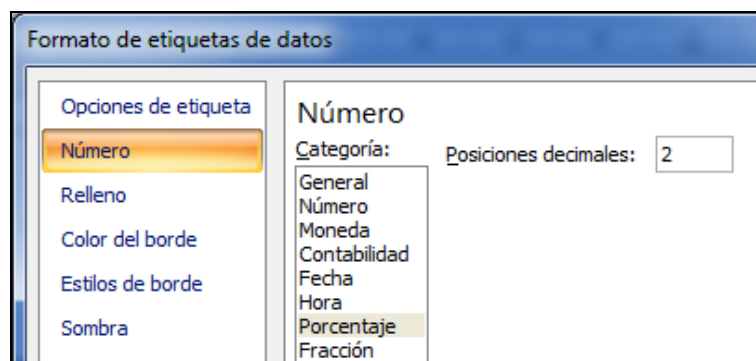 Formato de etiquetas de datos
Opciones de etiqueta
Número
Relleno
Color del borde
Estilos de borde
Sombra
Número
Categoría:
General
Número
Moneda
Contabilidad
Fecha
Hora
Porcentaje
Fracción
Posiciones decimales: 2